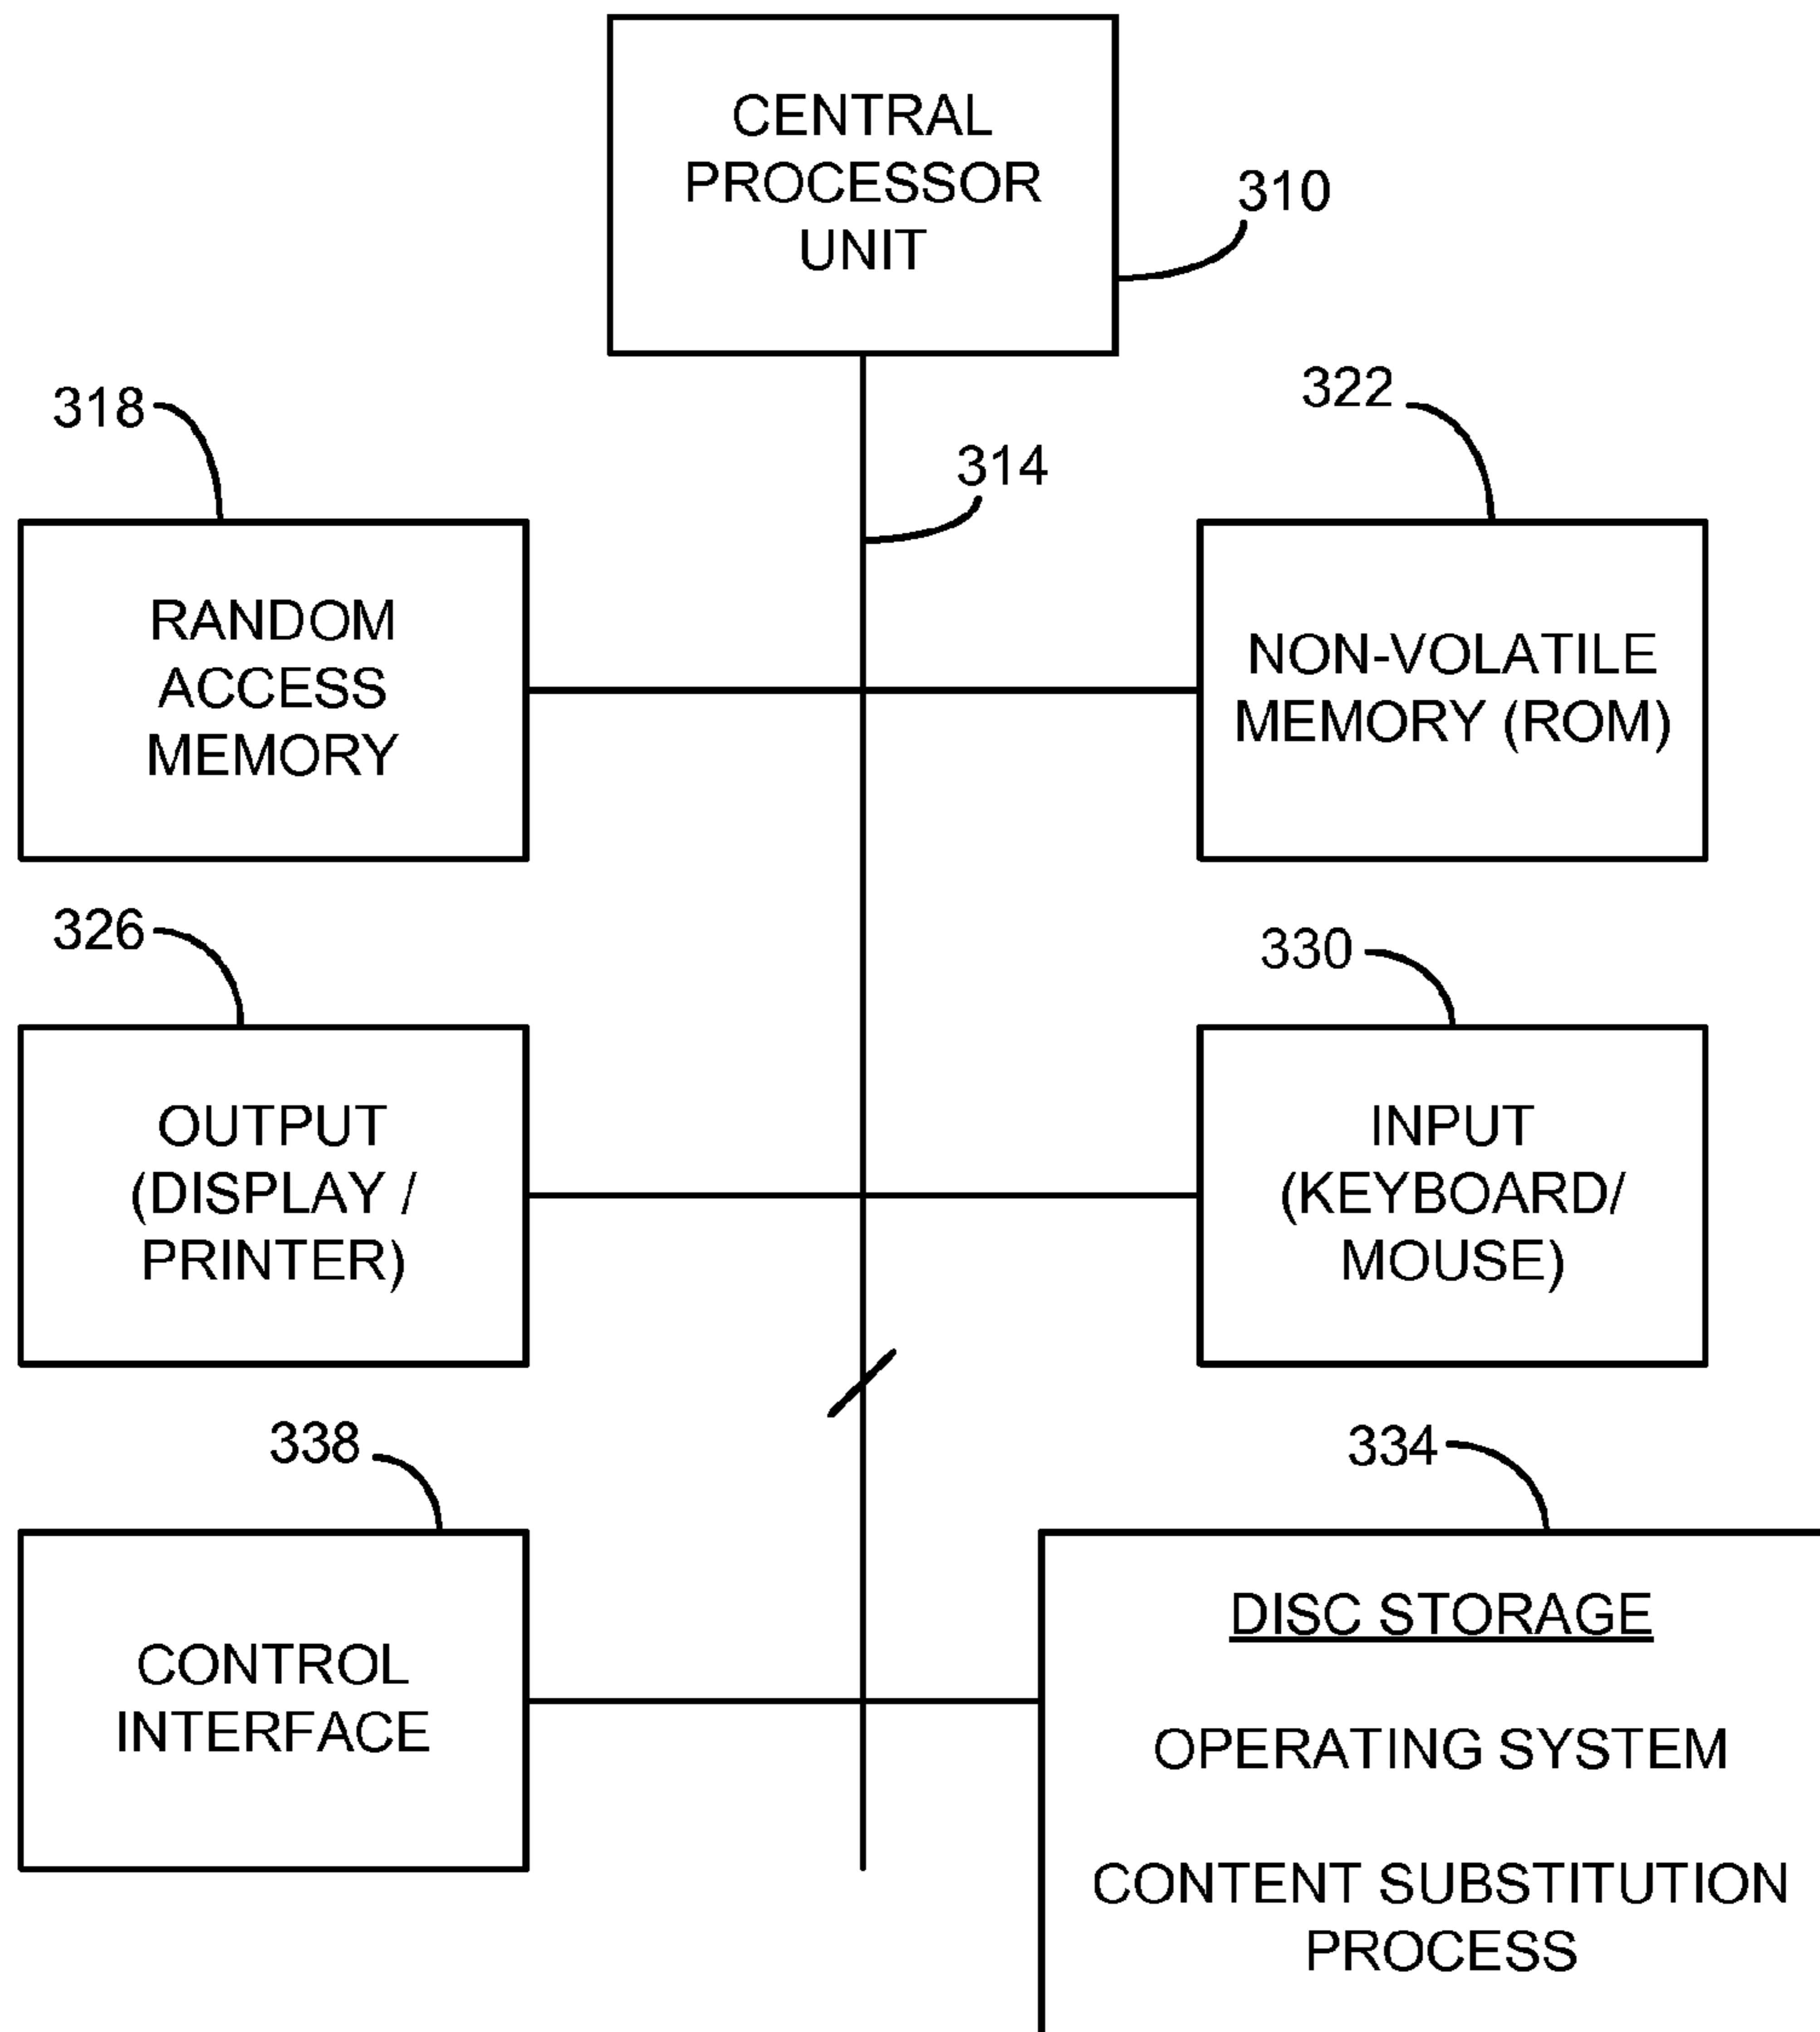 CENTRAL
PROCESSOR
UNIT
310
318
322
314
RANDOM
ACCESS
MEMORY
NON-VOLATILE
MEMORY (ROM)
326
330
OUTPUT
(DISPLAY /
PRINTER)
INPUT
(KEYBOARD/
MOUSE)
338
334
CONTROL
INTERFACE
DISC STORAGE
OPERATING SYSTEM
CONTENT SUBSTITUTION
PROCESS